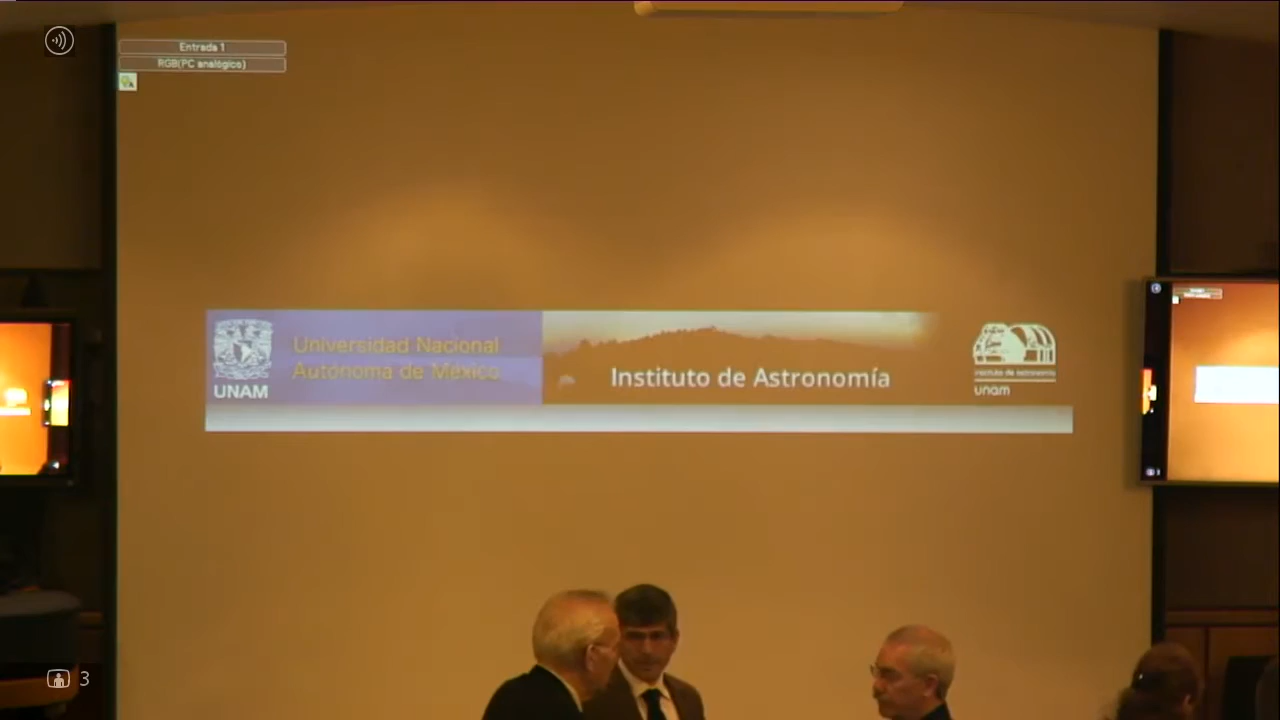 Entrada 1
RGB(PC analógico)
Universidad Nacional
Autónoma de México
UNAM
Instituto de Astronomía
instituto de astronomía
unam
3